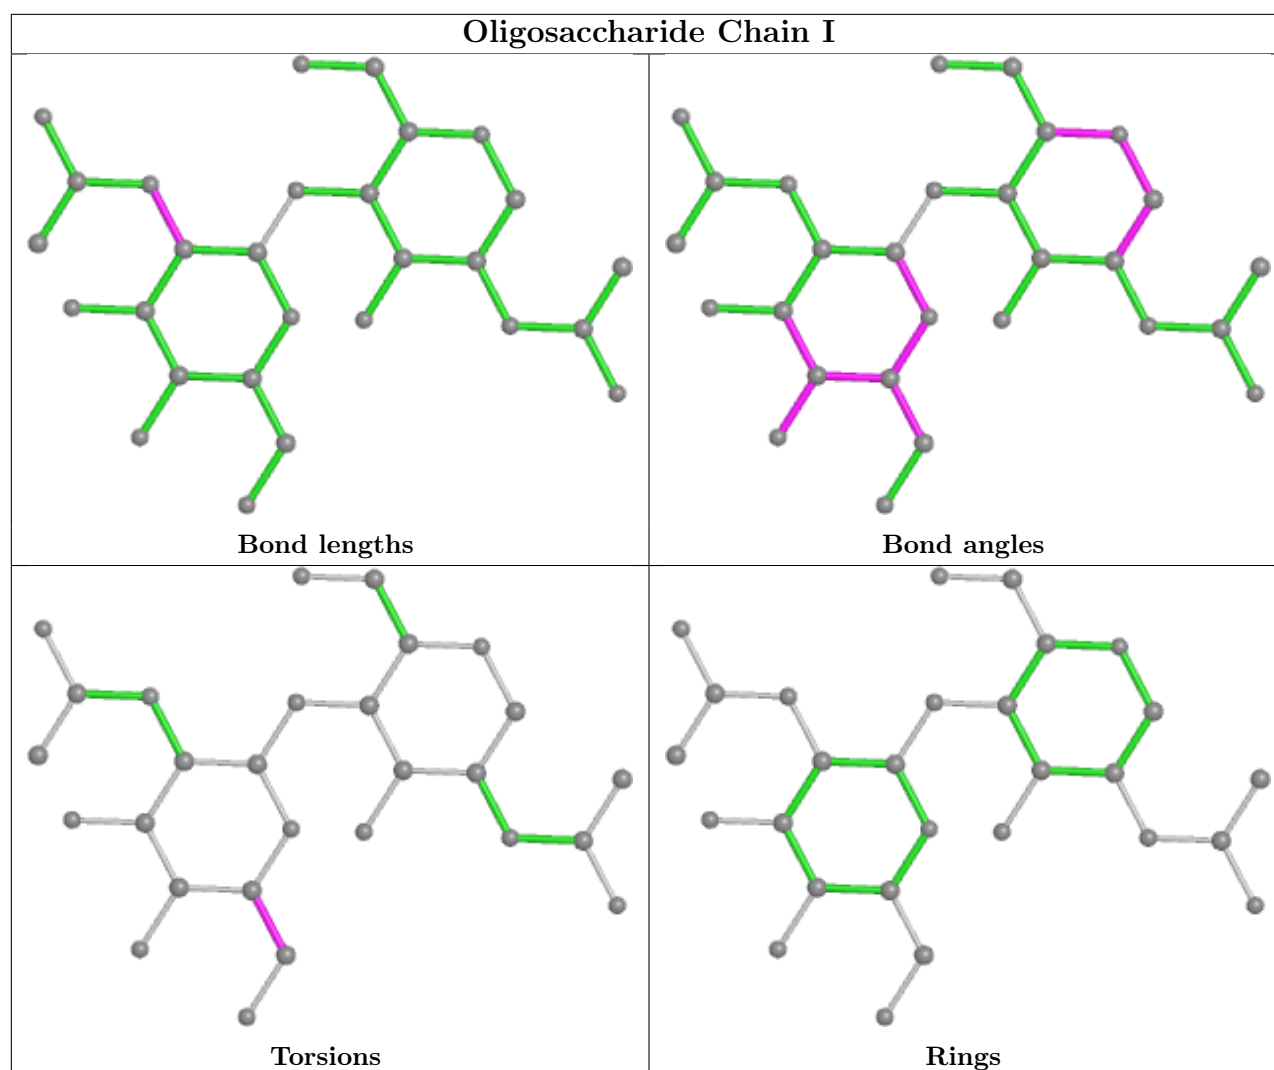 Oligosaccharide Chain I
Bond lengths
Bond angles
Torsions
Rings